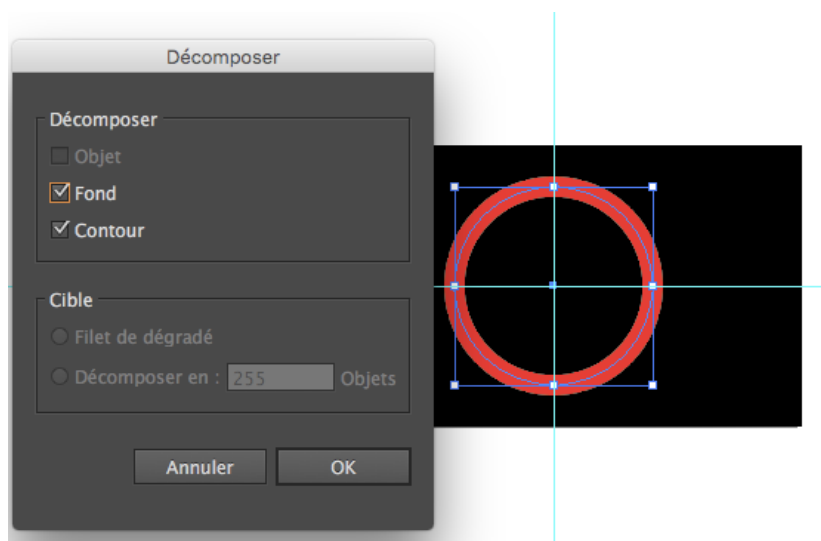 Décomposer
Décomposer
Objet
Fond
Contour
Cible
Filet de dégradé
Décomposer en : 255 Objets
Annuler OK